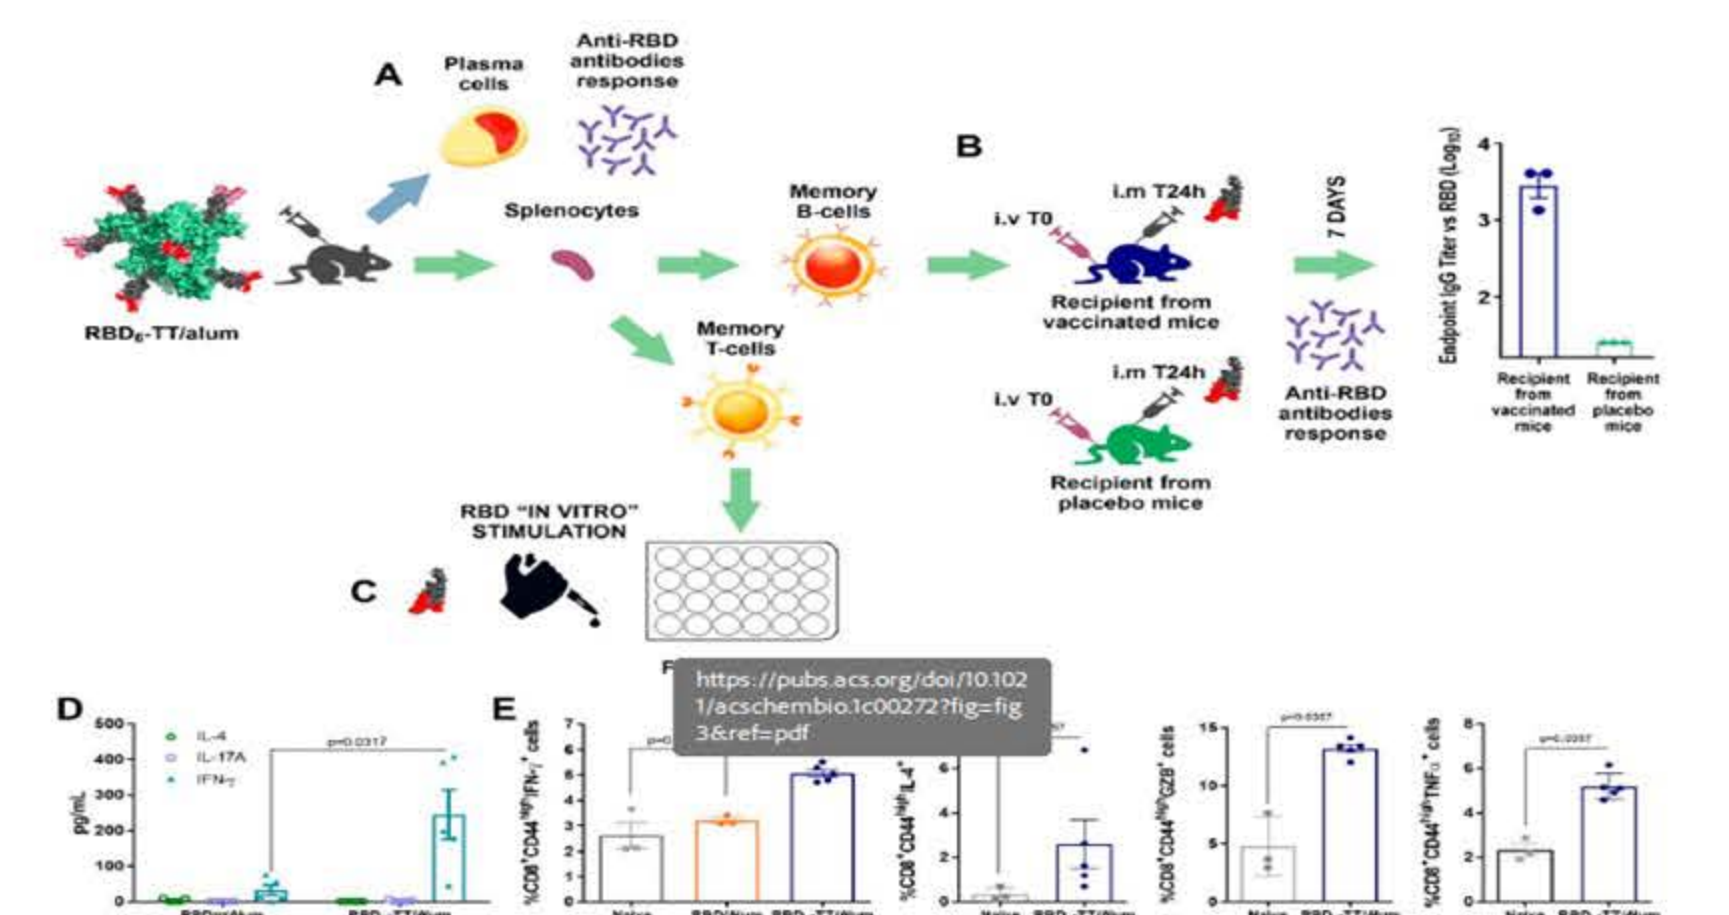 A
Plasma
cells
Anti-RBD
antibodies
response
RBD₆-TT/alum
Splenocytes
Memory
B-cells
Memory
T-cells
B
i.v T0
i.m T24h
Recipient from
vaccinated mice
i.v T0
i.m T24h
Recipient from
placebo mice
7 DAYS
Anti-RBD
antibodies
response
Endpoint IgG Titer vs RBD (Log₁₀)
4
3
2
Recipient
from
vaccinated
mice
Recipient
from
placebo
mice
RBD “IN VITRO”
STIMULATION
C
https://pubs.acs.org/doi/10.102
1/acschembio.1c00272?fig=fig
3&ref=pdf
D
pg/mL
500
400
300
200
100
0
IL-4
IL-17A
IFN-γ
p=0.0317
E
%CD8⁺CD44ʰⁱᵍʰIFN-γ⁺ cells
7
6
5
4
3
2
1
0
Naive
RBD/Alum
%CD8⁺CD44ʰⁱᵍʰIL-4⁺
6
4
2
0
Naive
%CD8⁺CD44ʰⁱᵍʰGZB⁺ cells
15
10
5
0
p=0.0357
Naive
%CD8⁺CD44ʰⁱᵍʰTNFα⁺ cells
8
6
4
2
0
p=0.0357
Naive